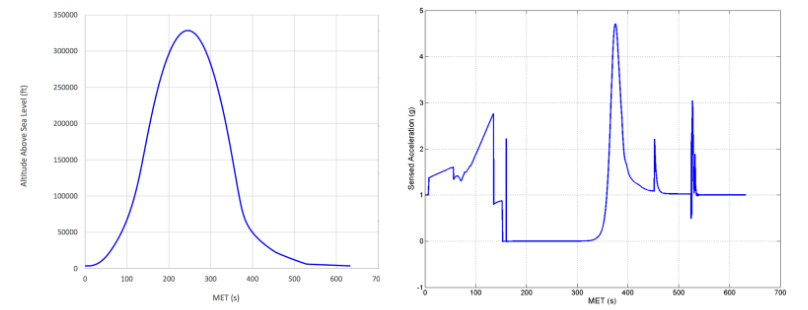 350000
300000
250000
200000
150000
100000
50000
0
Altitude Above Sea Level (ft)
0 100 200 300 400 500 600 70
MET (s)
5
4
3
2
1
0
-1
Sensed Acceleration (g)
0 100 200 300 400 500 600 700
MET (s)